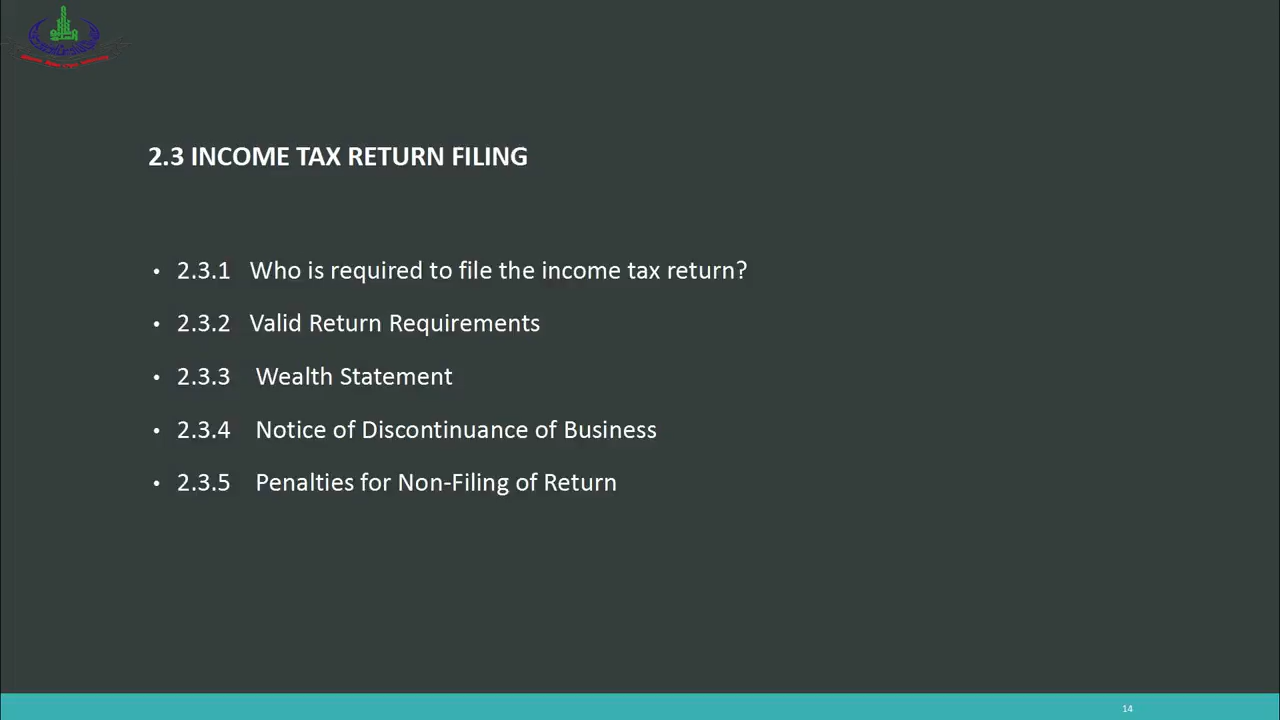 2.3 INCOME TAX RETURN FILING
• 2.3.1 Who is required to file the income tax return?
• 2.3.2 Valid Return Requirements
• 2.3.3 Wealth Statement
• 2.3.4 Notice of Discontinuance of Business
• 2.3.5 Penalties for Non-Filing of Return
14